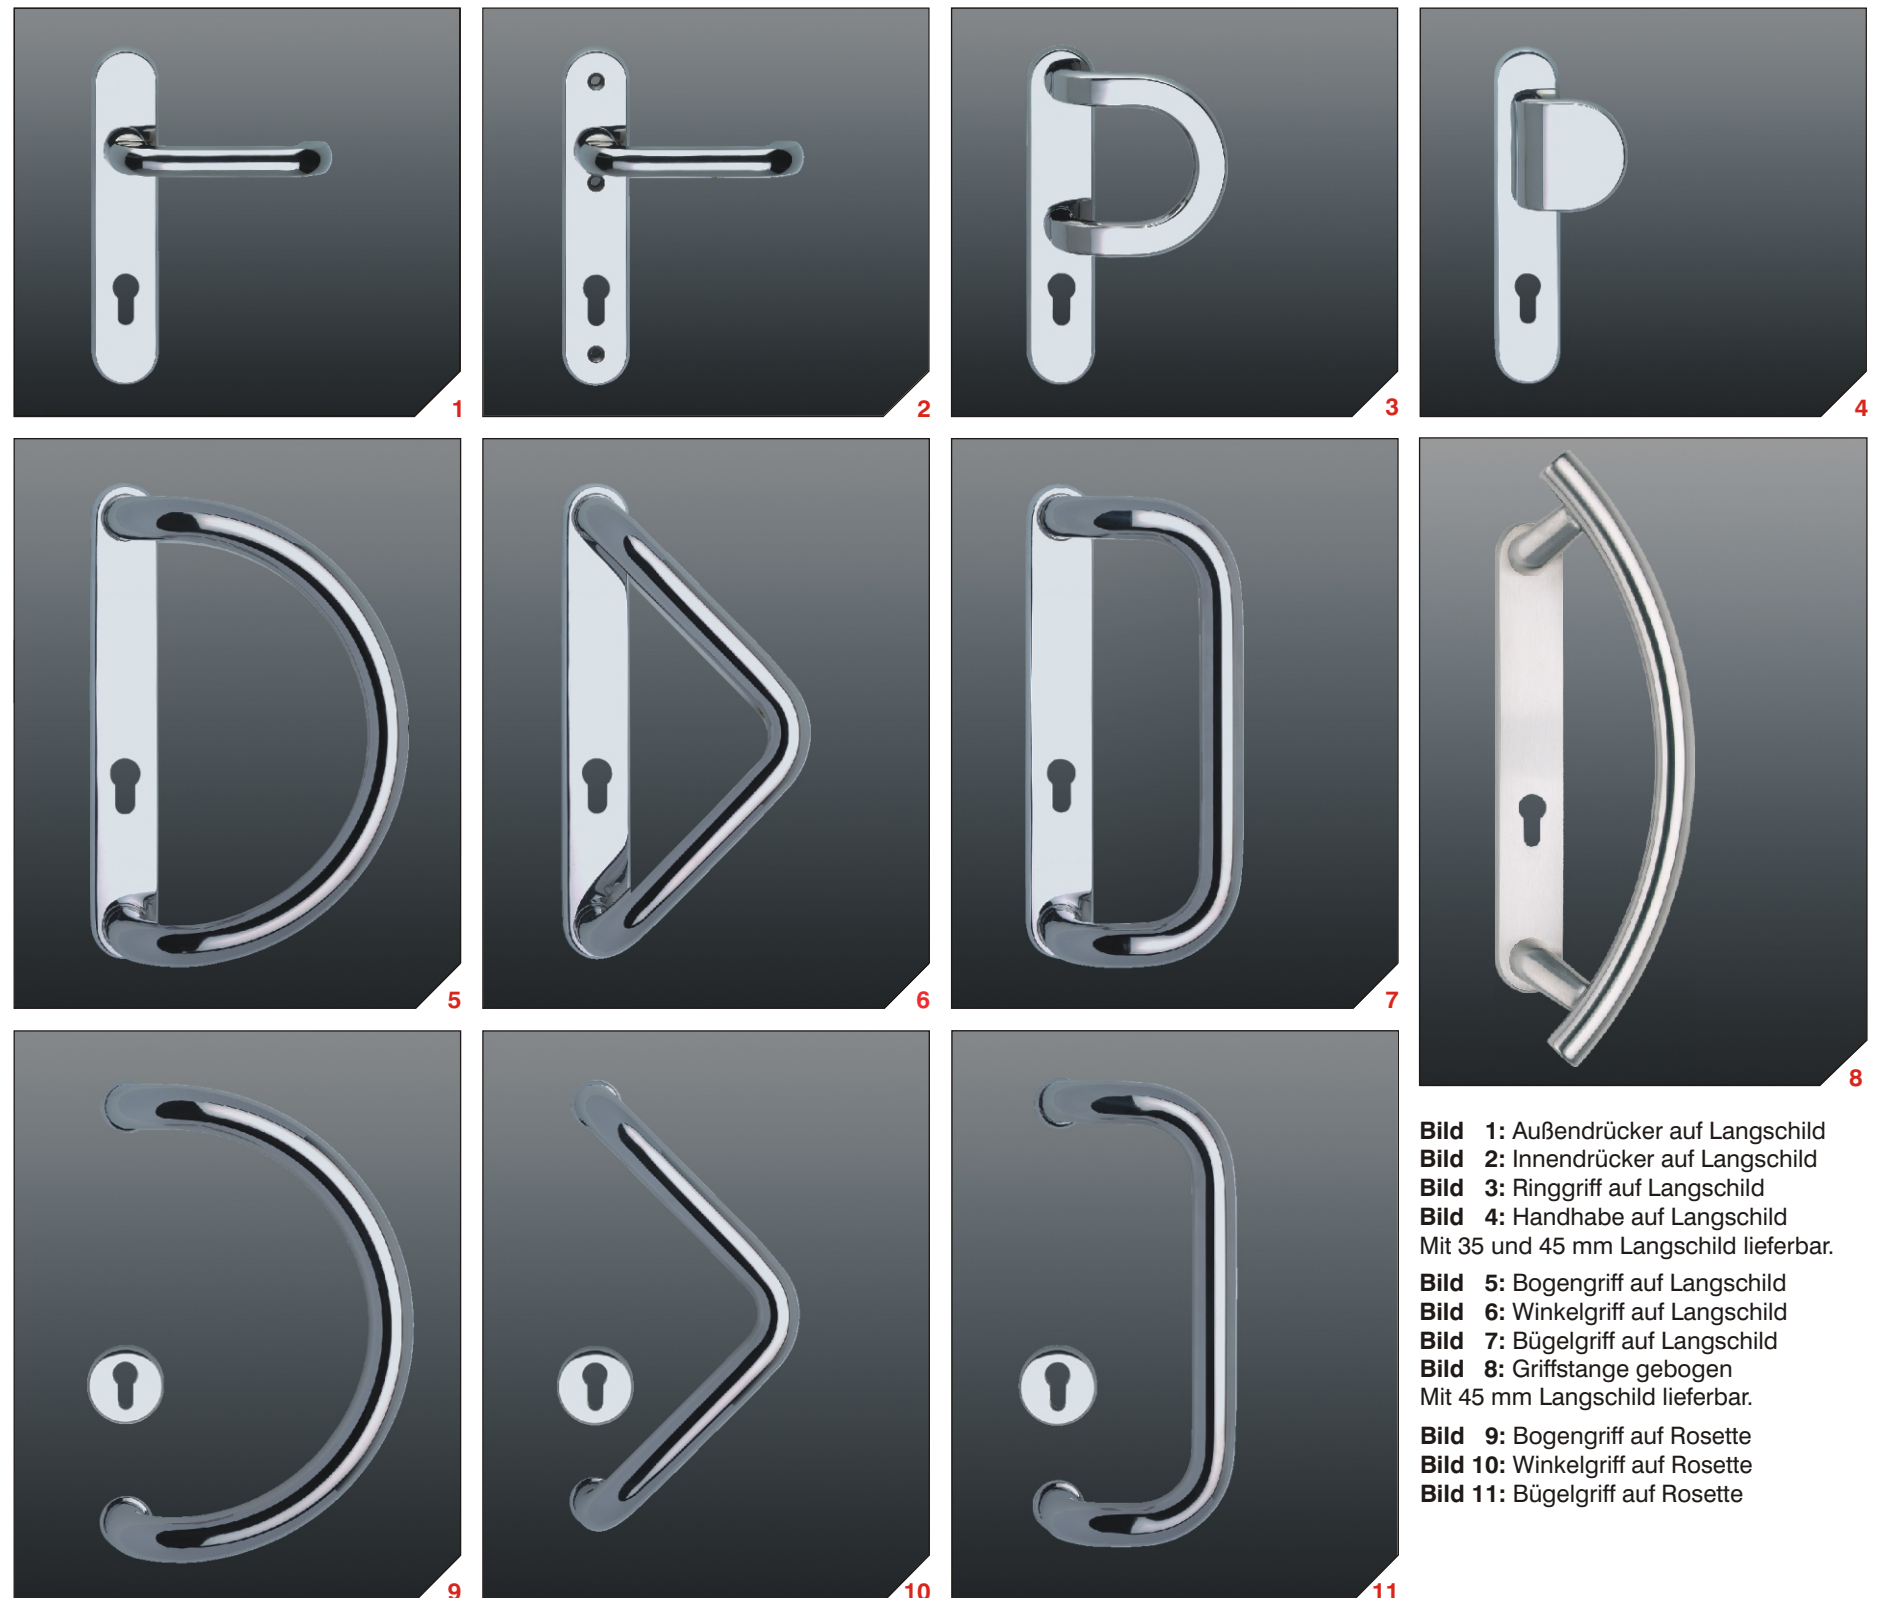 1
2
3
4
5
6
7
8
Bild 1: Außendrücker auf Langschild
Bild 2: Innendrücker auf Langschild
Bild 3: Ringgriff auf Langschild
Bild 4: Handhabe auf Langschild
Mit 35 und 45 mm Langschild lieferbar.
Bild 5: Bogengriff auf Langschild
Bild 6: Winkelgriff auf Langschild
Bild 7: Bügelgriff auf Langschild
Bild 8: Griffstange gebogen
Mit 45 mm Langschild lieferbar.
Bild 9: Bogengriff auf Rosette
Bild 10: Winkelgriff auf Rosette
Bild 11: Bügelgriff auf Rosette
9
10
11